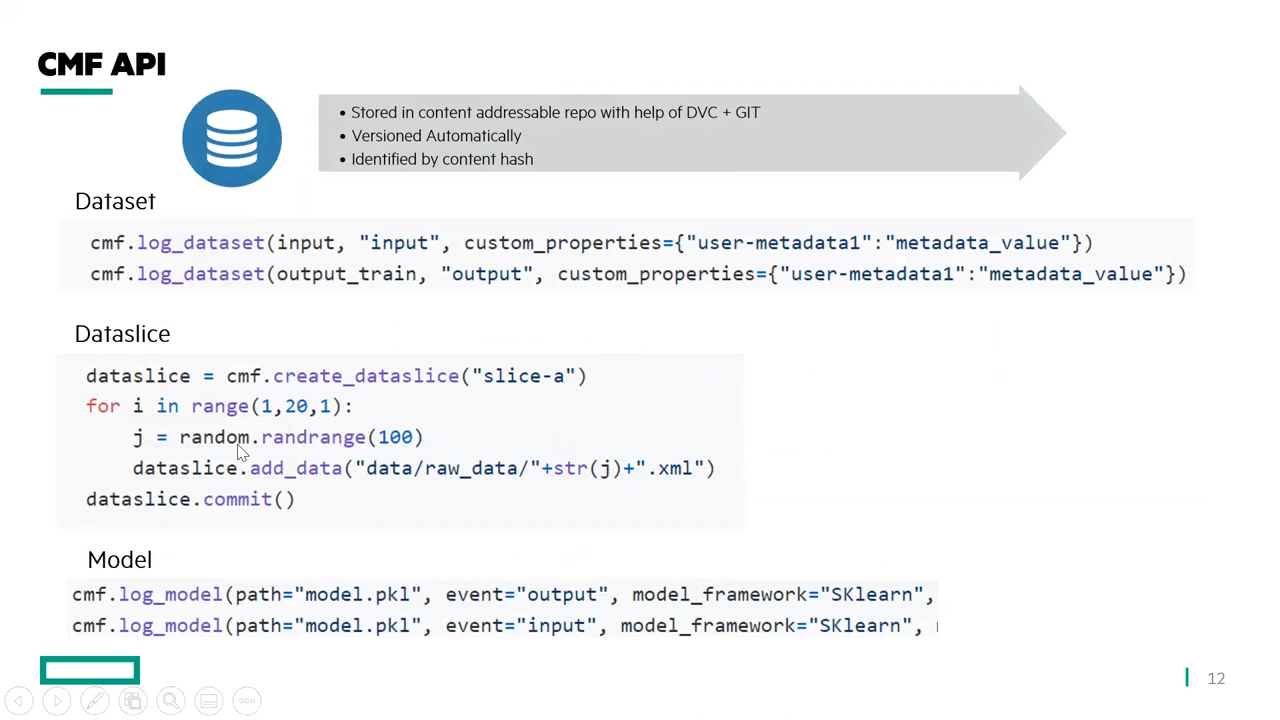 CMF API
• Stored in content addressable repo with help of DVC + GIT
• Versioned Automatically
• Identified by content hash
Dataset
cmf.log_dataset(input, "input", custom_properties={"user-metadata1":"metadata_value"})
cmf.log_dataset(output_train, "output", custom_properties={"user-metadata1":"metadata_value"})
Dataslice
dataslice = cmf.create_dataslice("slice-a")
for i in range(1,20,1):
    j = random.randrange(100)
    dataslice.add_data("data/raw_data/"+str(j)+".xml")
dataslice.commit()
Model
cmf.log_model(path="model.pkl", event="output", model_framework="SKlearn",
cmf.log_model(path="model.pkl", event="input", model_framework="SKlearn",
12